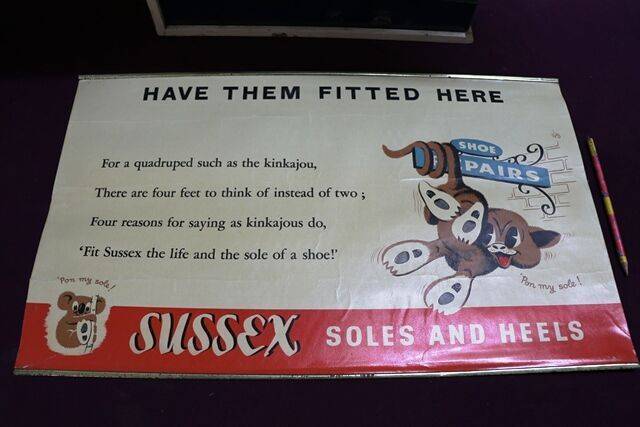 HAVE THEM FITTED HERE
SHOE
PAIRS
For a quadruped such as the kinkajou,
There are four feet to think of instead of two;
Four reasons for saying as kinkajous do,
'Fit Sussex the life and the sole of a shoe!'
'Pon my sole!
'Pon my sole!
SUSSEX SOLES AND HEELS